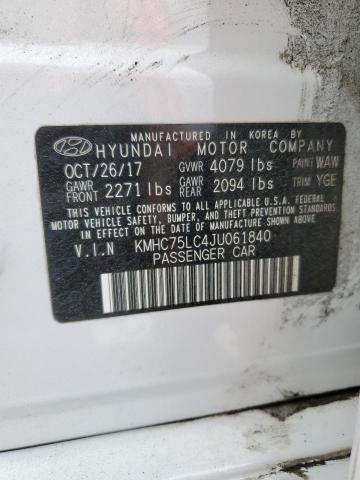 MANUFACTURED IN KOREA BY
HYUNDAI MOTOR COMPANY
OCT/26/17 GVWR 4079 lbs PAINT WAW
GAWR FRONT 2271 lbs GAWR REAR 2094 lbs TRIM YGE
THIS VEHICLE CONFORMS TO ALL APPLICABLE U.S. FEDERAL
MOTOR VEHICLE SAFETY, BUMPER, AND THEFT PREVENTION
STANDARDS IN EFFECT ON THE DATE OF MANUFACTURE SHOWN ABOVE.
V.I.N KMHC75LC4JU061840
PASSENGER CAR